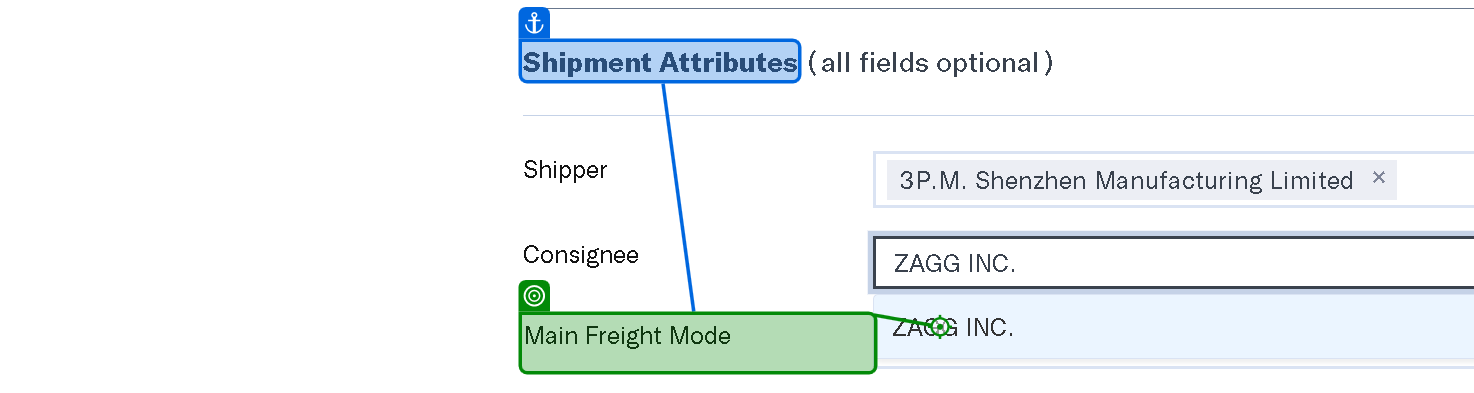 Shipment Attributes (all fields optional)
Shipper
3P.M. Shenzhen Manufacturing Limited ×
Consignee
ZAGG INC.
Main Freight Mode
ZAGG INC.